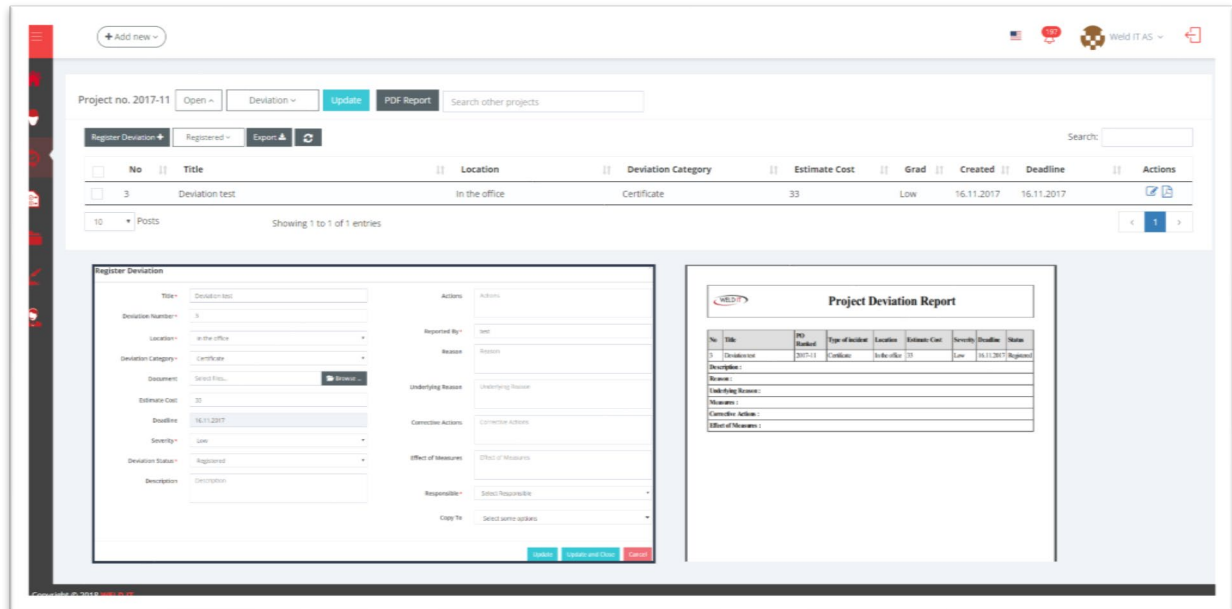 + Add new
197
Weld IT AS
Project no. 2017-11 Open Deviation Update PDF Report Search other projects
Register Deviation + Registered Export Search:
No Title Location Deviation Category Estimate Cost Grad Created Deadline Actions
3 Deviation test In the office Certificate 33 Low 16.11.2017 16.11.2017
10 Posts Showing 1 to 1 of 1 entries < 1 >
Register Deviation
Title* Deviation test
Deviation Number* 3
Location* In the office
Deviation Category* Certificate
Document Select Files... Browse ...
Estimate Cost 33
Deadline 16.11.2017
Severity* Low
Deviation Status* Registered
Description Description
Actions Actions
Reported By* test
Reason Reason
Underlying Reason Underlying Reason
Corrective Actions Corrective Actions
Effect of Measures Effect of Measures
Responsible* Select Responsible
Copy To Select some options
Update Update and Close Cancel
WELD IT
Project Deviation Report
No Title PO Ranked Type of incident Location Estimate Cost Severity Deadline Status
3 Deviation test 2017-11 Certificate In the office 33 Low 16.11.2017 Registered
Description :
Reason :
Underlying Reason :
Measures :
Corrective Actions :
Effect of Measures :
Copyright © 2018 WELD IT